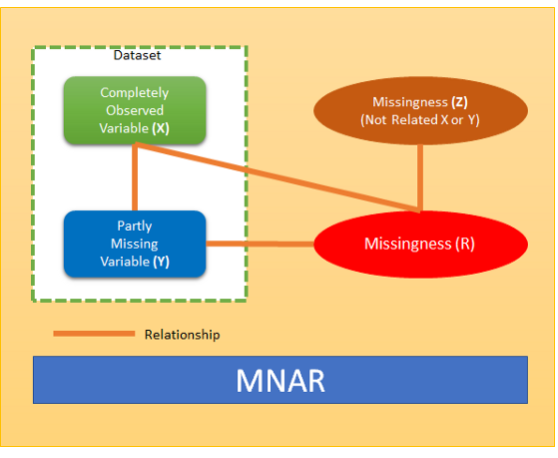 Dataset
Completely
Observed
Variable (X)
Missingness (Z)
(Not Related X or Y)
Partly
Missing
Variable (Y)
Missingness (R)
Relationship
MNAR